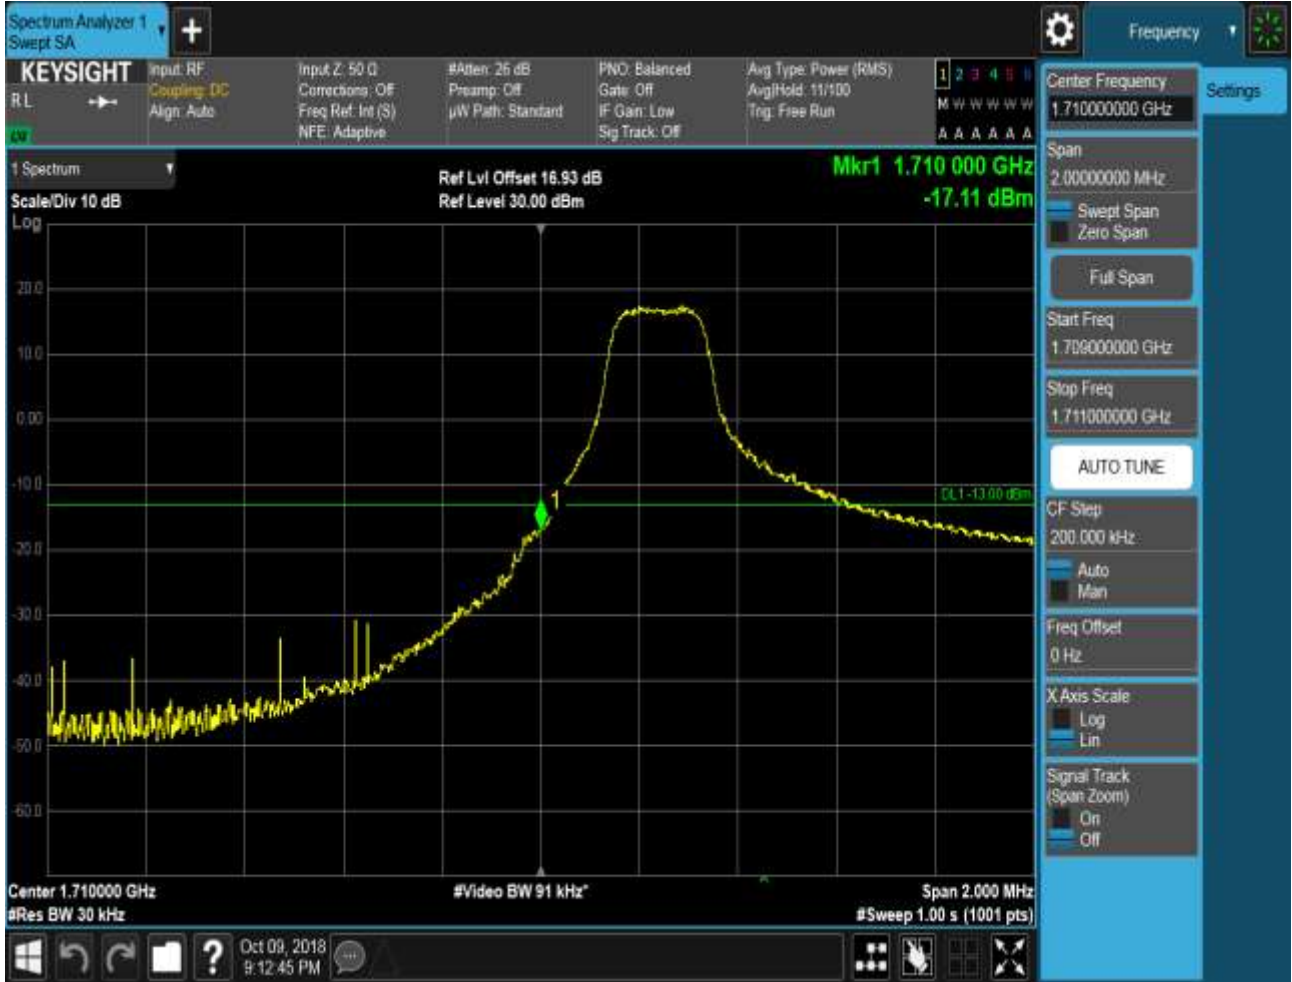 Spectrum Analyzer 1
Swept SA
Frequency
KEYSIGHT
R L
Input: RF
Coupling: DC
Align: Auto
Input Z: 50 Ω
Corrections: Off
Freq Ref: Int (S)
NFE: Adaptive
#Atten: 26 dB
Preamp: Off
µW Path: Standard
PNO: Balanced
Gate: Off
IF Gain: Low
Sig Track: Off
Avg Type: Power (RMS)
Avg|Hold: 11/100
Trig: Free Run
1 2 3 4 5 6
M W W W W W
A A A A A A
1 Spectrum
Scale/Div 10 dB
Log
Ref Lvl Offset 16.93 dB
Ref Level 30.00 dBm
Mkr1 1.710 000 GHz
-17.11 dBm
20.0
10.0
0.00
-10.0
-20.0
-30.0
-40.0
-50.0
-60.0
1
DL1 -13.00 dBm
Center 1.710000 GHz
#Res BW 30 kHz
#Video BW 91 kHz*
Span 2.000 MHz
#Sweep 1.00 s (1001 pts)
Center Frequency
1.710000000 GHz
Settings
Span
2.00000000 MHz
Swept Span
Zero Span
Full Span
Start Freq
1.709000000 GHz
Stop Freq
1.711000000 GHz
AUTO TUNE
CF Step
200.000 kHz
Auto
Man
Freq Offset
0 Hz
X Axis Scale
Log
Lin
Signal Track
(Span Zoom)
On
Off
?
Oct 09, 2018
9:12:45 PM